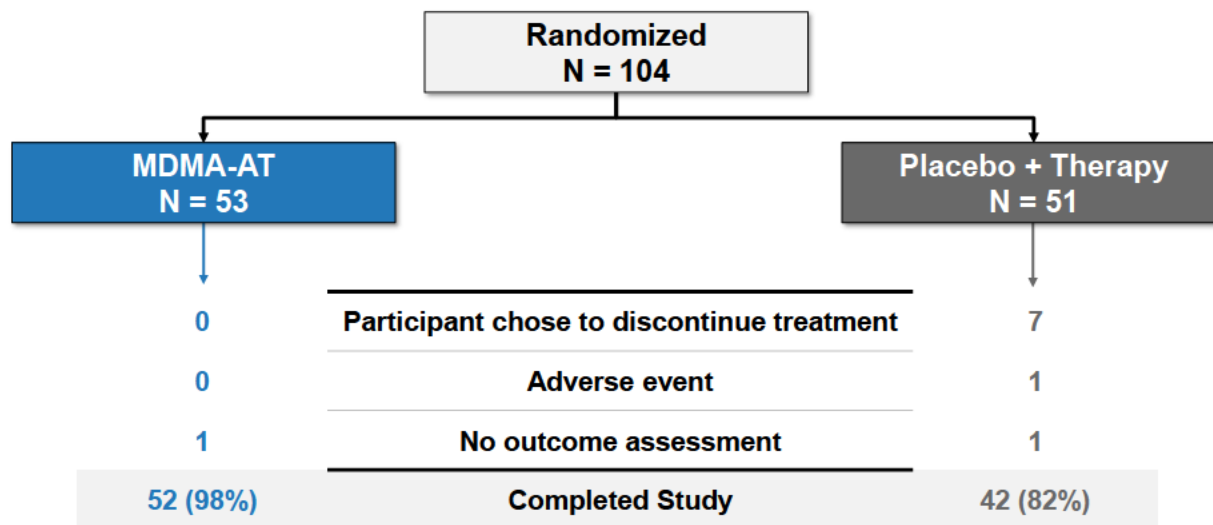 Randomized
N = 104
MDMA-AT
N = 53
Placebo + Therapy
N = 51
0 Participant chose to discontinue treatment 7
0 Adverse event 1
1 No outcome assessment 1
52 (98%) Completed Study 42 (82%)